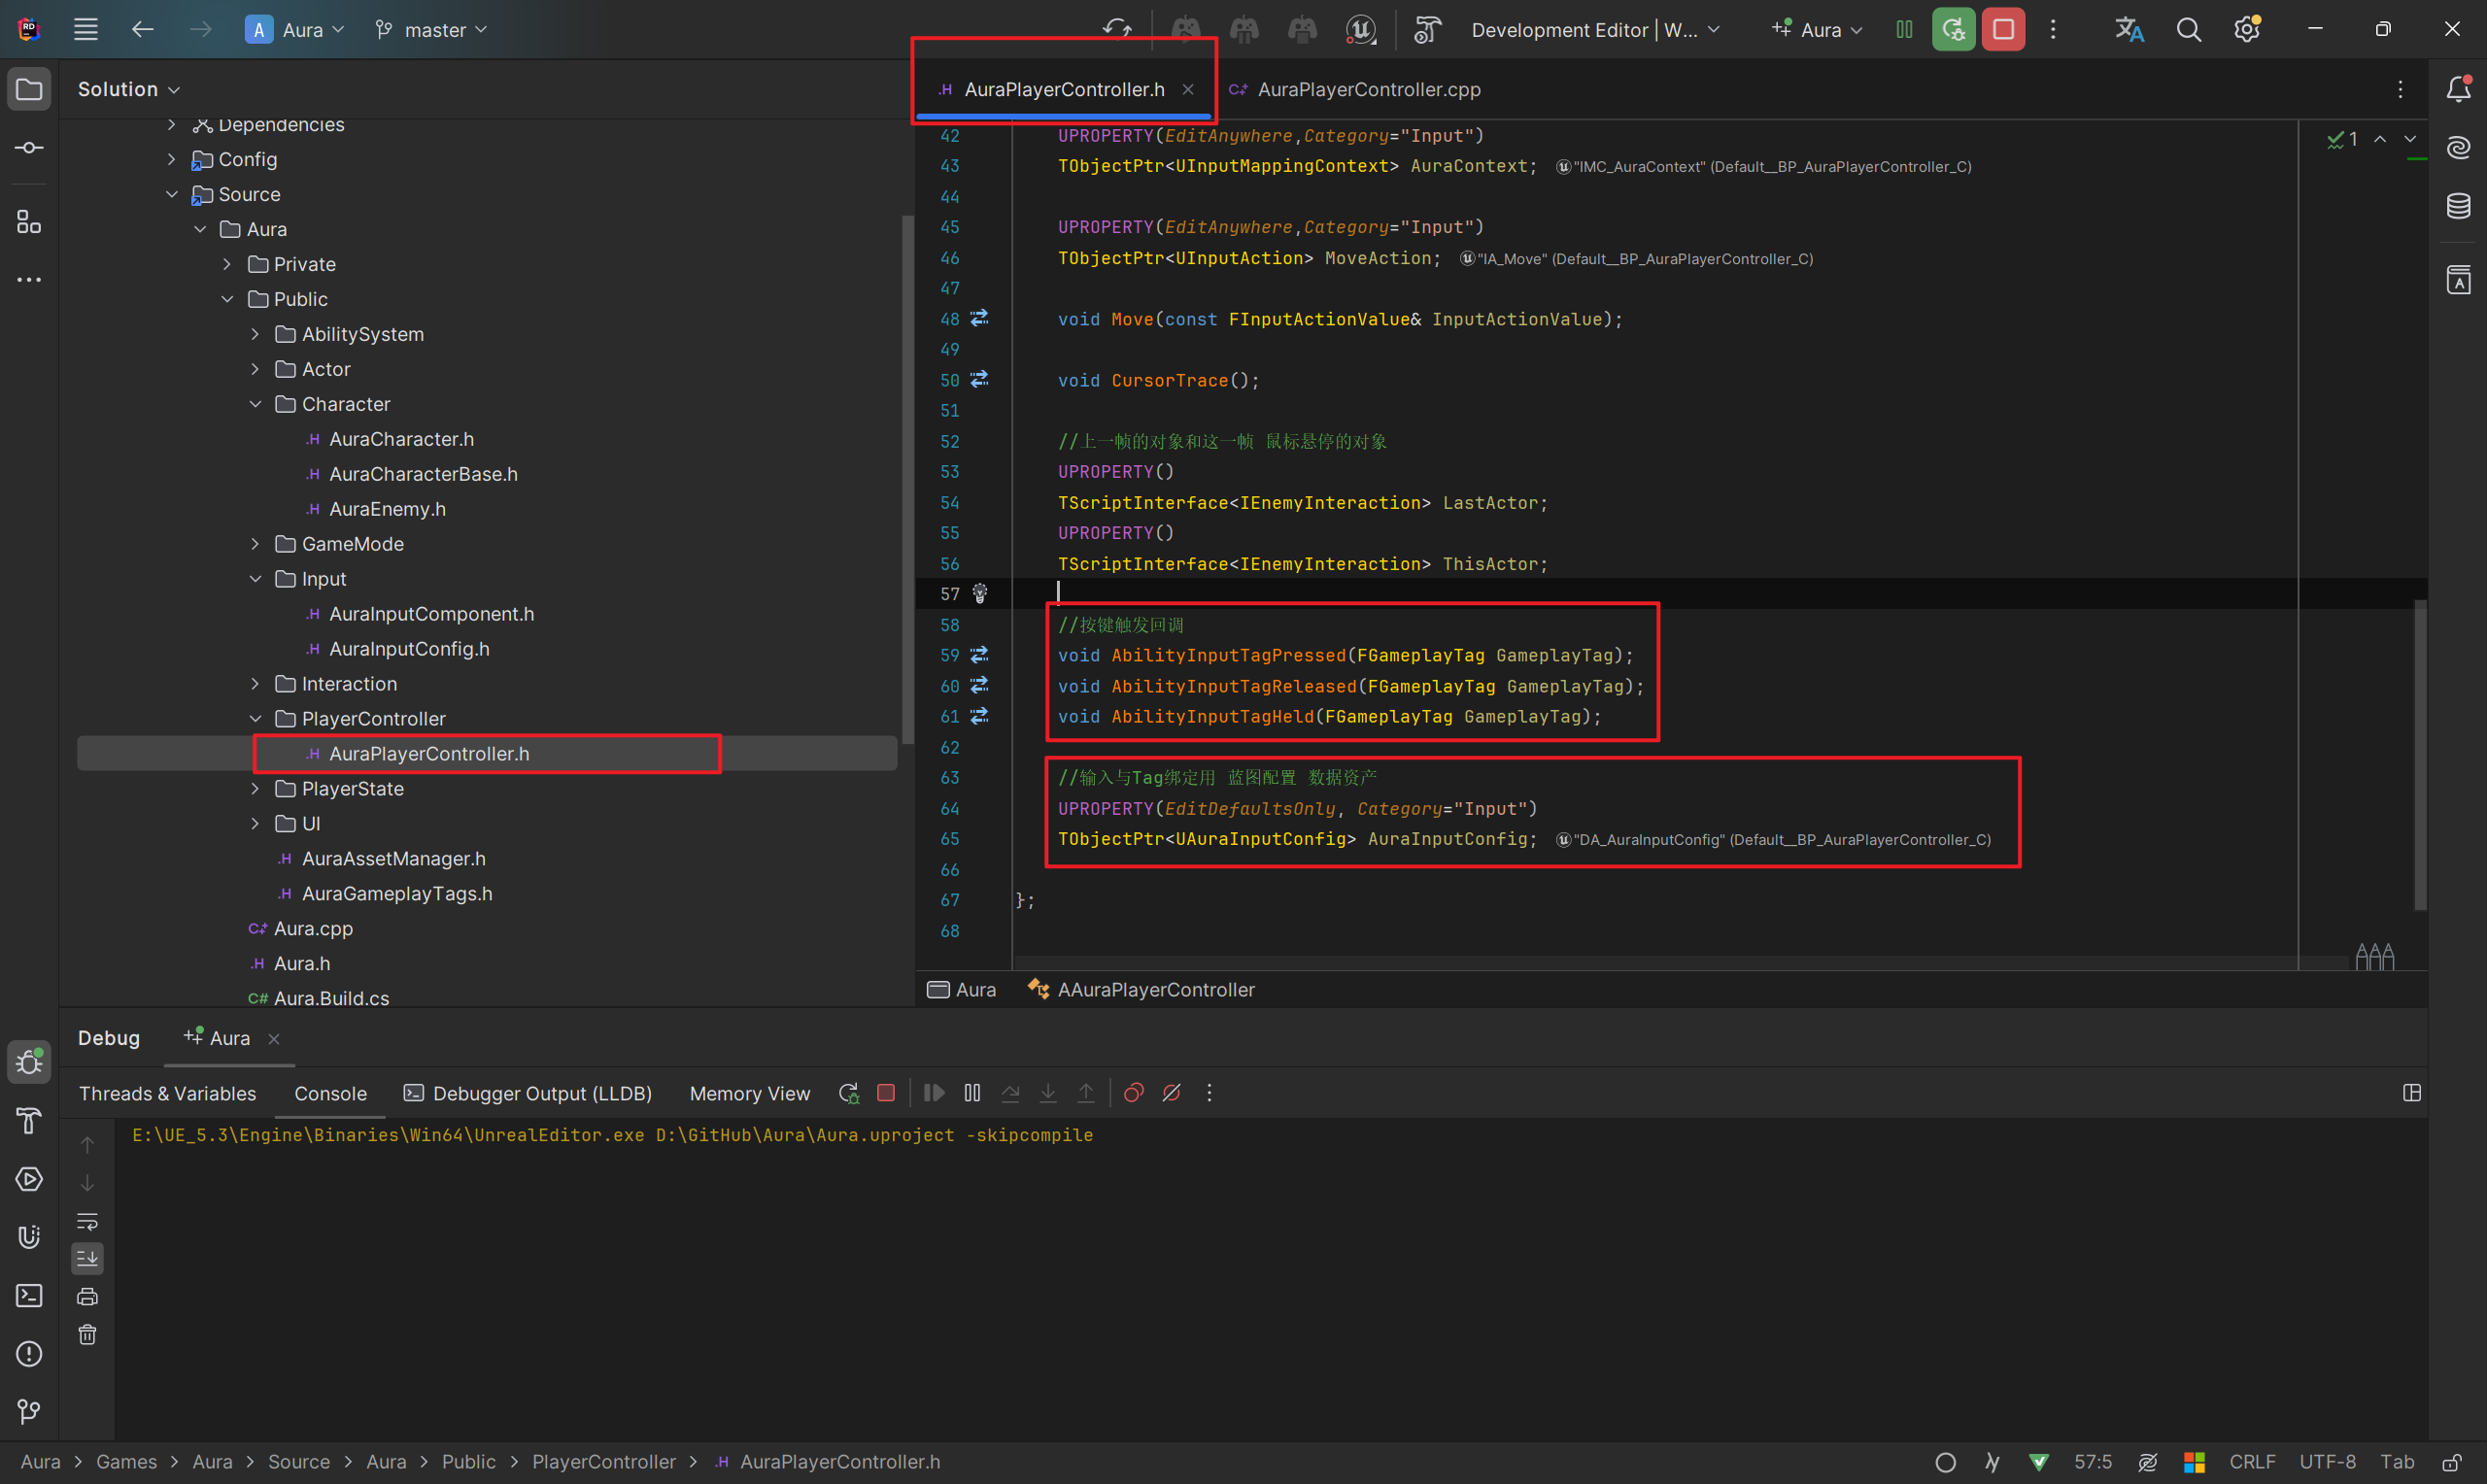 Aura
master
Development Editor | W...
Aura
Solution
AuraPlayerController.h
AuraPlayerController.cpp
Dependencies
Config
Source
Aura
Private
Public
AbilitySystem
Actor
Character
AuraCharacter.h
AuraCharacterBase.h
AuraEnemy.h
GameMode
Input
AuraInputComponent.h
AuraInputConfig.h
Interaction
PlayerController
AuraPlayerController.h
PlayerState
UI
AuraAssetManager.h
AuraGameplayTags.h
Aura.cpp
Aura.h
Aura.Build.cs
1
42 UPROPERTY(EditAnywhere,Category="Input")
43 TObjectPtr<UInputMappingContext> AuraContext; "IMC_AuraContext" (Default__BP_AuraPlayerController_C)
44
45 UPROPERTY(EditAnywhere,Category="Input")
46 TObjectPtr<UInputAction> MoveAction; "IA_Move" (Default__BP_AuraPlayerController_C)
47
48 void Move(const FInputActionValue& InputActionValue);
49
50 void CursorTrace();
51
52 //上一帧的对象和这一帧 鼠标悬停的对象
53 UPROPERTY()
54 TScriptInterface<IEnemyInteraction> LastActor;
55 UPROPERTY()
56 TScriptInterface<IEnemyInteraction> ThisActor;
57
58 //按键触发回调
59 void AbilityInputTagPressed(FGameplayTag GameplayTag);
60 void AbilityInputTagReleased(FGameplayTag GameplayTag);
61 void AbilityInputTagHeld(FGameplayTag GameplayTag);
62
63 //输入与Tag绑定用 蓝图配置 数据资产
64 UPROPERTY(EditDefaultsOnly, Category="Input")
65 TObjectPtr<UAuraInputConfig> AuraInputConfig; "DA_AuraInputConfig" (Default__BP_AuraPlayerController_C)
66
67 };
68
Aura AAuraPlayerController
Debug Aura
Threads & Variables Console Debugger Output (LLDB) Memory View
E:\UE_5.3\Engine\Binaries\Win64\UnrealEditor.exe D:\GitHub\Aura\Aura.uproject -skipcompile
Aura > Games > Aura > Source > Aura > Public > PlayerController > AuraPlayerController.h
57:5 CRLF UTF-8 Tab